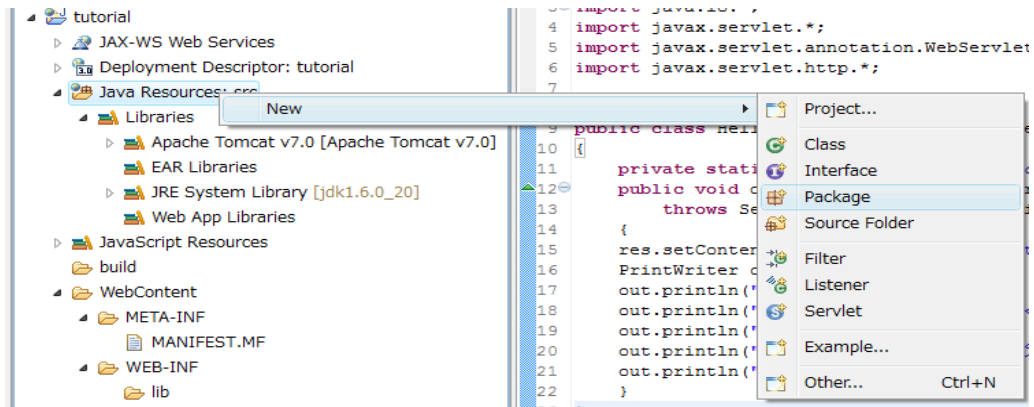 tutorial
JAX-WS Web Services
Deployment Descriptor: tutorial
Java Resources: src
Libraries
Apache Tomcat v7.0 [Apache Tomcat v7.0]
EAR Libraries
JRE System Library [jdk1.6.0_20]
Web App Libraries
JavaScript Resources
build
WebContent
META-INF
MANIFEST.MF
WEB-INF
lib
New
Project...
Class
Interface
Package
Source Folder
Filter
Listener
Servlet
Example...
Other... Ctrl+N
4 import javax.servlet.*;
5 import javax.servlet.annotation.WebServlet
6 import javax.servlet.http.*;
7
9 public class Hell
10 {
11 private stati
12 public void
13 throws Se
14 {
15 res.setConten
16 PrintWriter
17 out.println("
18 out.println("
19 out.println("
20 out.println("
21 out.println("
22 }